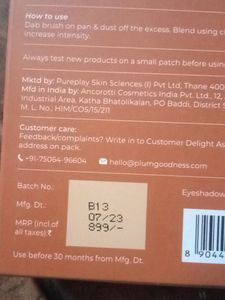 How to use
Dab brush on pan & dust off the excess. Blend using
increase intensity.
Always test new products on a small patch before
Mktd by: Pureplay Skin Sciences (I) Pvt Ltd, Thane 400
Mfd in India by: Ancorotti Cosmetics India Pvt. Ltd.
Industrial Area, Katha Bhatolikalan, PO Baddi, District S
M. L. No.: HIM/COS/15/211
Customer care:
Feedback/complaints? Write in to Customer Delight
address on pack.
+91-75064-96604 hello@plumgoodness.com
Batch No.: B13
Eyeshadow
Mfg. Dt.: 07/23
MRP (incl.of 899/-
all taxes):₹
Use before 30 months from Mfg. Dt.
8 9044